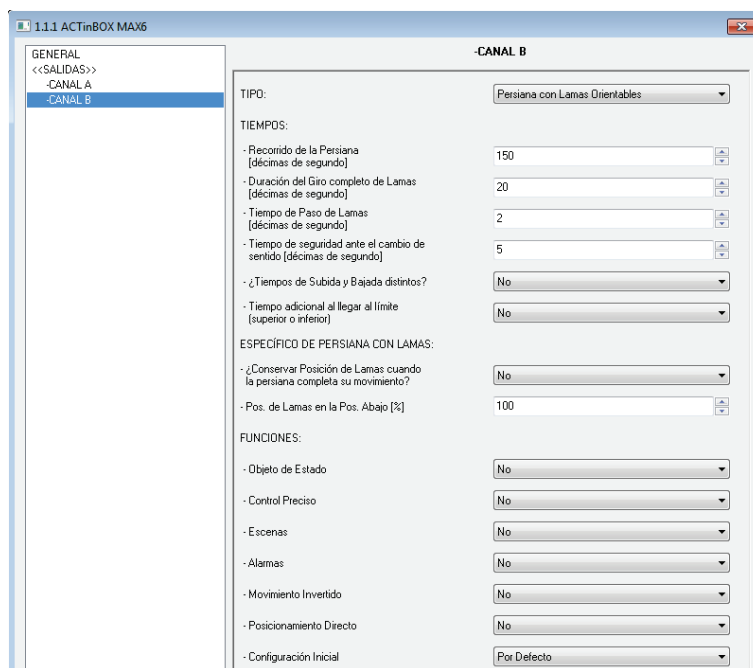 1.1.1 ACTinBOX MAX6
GENERAL
<<SALIDAS>>
-CANAL A
-CANAL B
-CANAL B
TIPO:
Persiana con Lamas Orientables
TIEMPOS:
- Recorrido de la Persiana
[décimas de segundo]
150
- Duración del Giro completo de Lamas
[décimas de segundo]
20
- Tiempo de Paso de Lamas
[décimas de segundo]
2
- Tiempo de seguridad ante el cambio de
sentido [décimas de segundo]
5
- ¿Tiempos de Subida y Bajada distintos?
No
- Tiempo adicional al llegar al límite
(superior o inferior)
No
ESPECÍFICO DE PERSIANA CON LAMAS:
- ¿Conservar Posición de Lamas cuando
la persiana completa su movimiento?
No
- Pos. de Lamas en la Pos. Abajo [%]
100
FUNCIONES:
- Objeto de Estado
No
- Control Preciso
No
- Escenas
No
- Alarmas
No
- Movimiento Invertido
No
- Posicionamiento Directo
No
- Configuración Inicial
Por Defecto